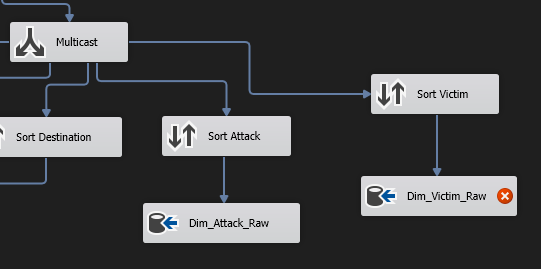 Multicast
Sort Victim
Sort Destination
Sort Attack
Dim_Victim_Raw
Dim_Attack_Raw